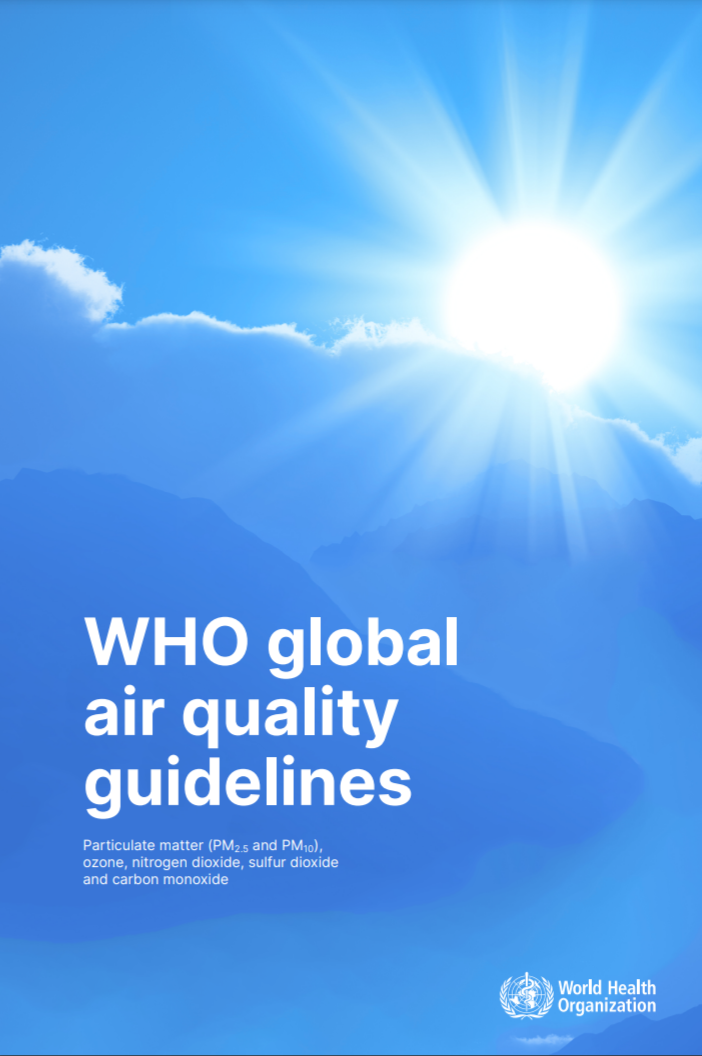 WHO global
air quality
guidelines
Particulate matter (PM₂.₅ and PM₁₀),
ozone, nitrogen dioxide, sulfur dioxide
and carbon monoxide
World Health
Organization